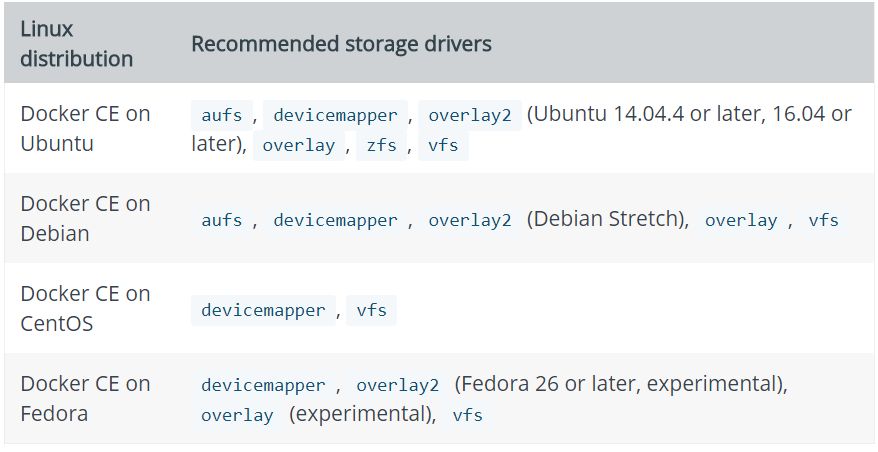 Linux distribution
Recommended storage drivers
Docker CE on Ubuntu
aufs , devicemapper , overlay2 (Ubuntu 14.04.4 or later, 16.04 or
later), overlay , zfs , vfs
Docker CE on Debian
aufs , devicemapper , overlay2 (Debian Stretch), overlay , vfs
Docker CE on CentOS
devicemapper , vfs
Docker CE on Fedora
devicemapper , overlay2 (Fedora 26 or later, experimental),
overlay (experimental), vfs